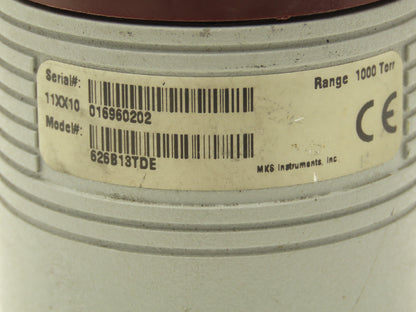 Serial#:
Range 1000 Torr
11XX10 016960202
Model#:
626B13TDE
MKS Instruments, Inc.
CE